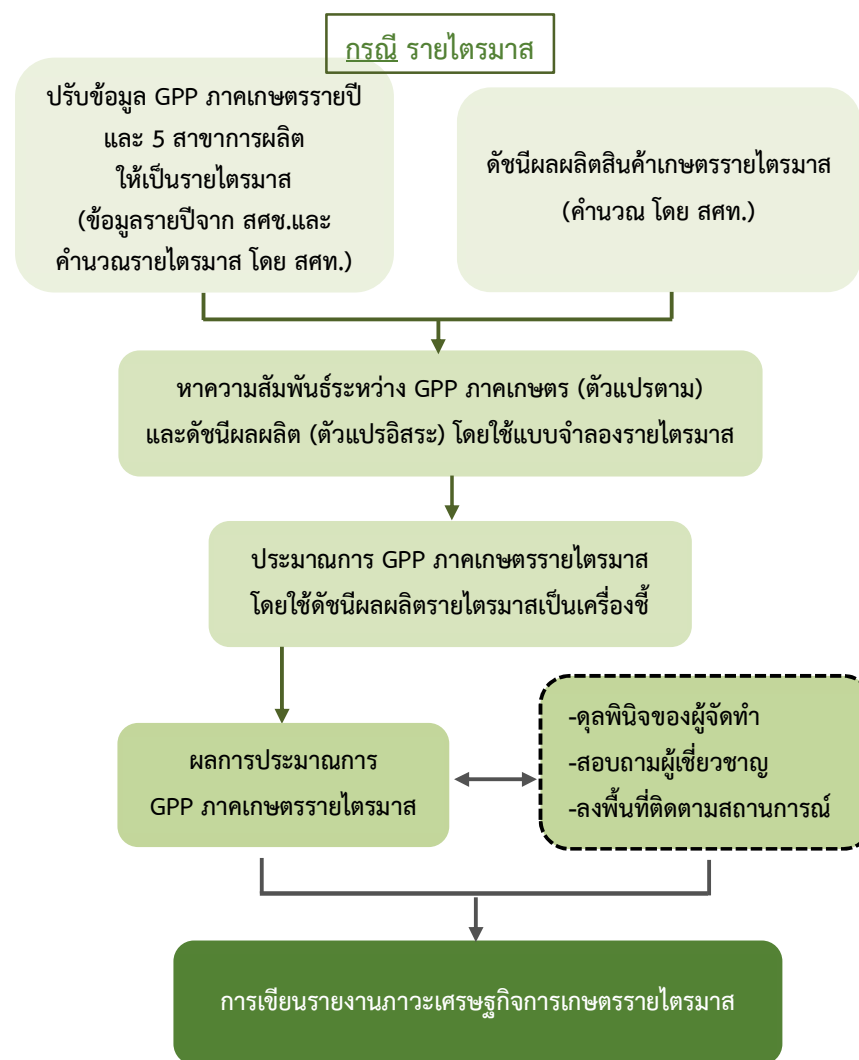 กรณี รายไตรมาส
ปรับข้อมูล GPP ภาคเกษตรรายปี
และ 5 สาขาการผลิต
ให้เป็นรายไตรมาส
(ข้อมูลรายปีจาก สศช.และ
คำนวณรายไตรมาส โดย สศท.)
ดัชนีผลผลิตสินค้าเกษตรรายไตรมาส
(คำนวณ โดย สศท.)
หาความสัมพันธ์ระหว่าง GPP ภาคเกษตร (ตัวแปรตาม)
และดัชนีผลผลิต (ตัวแปรอิสระ) โดยใช้แบบจำลองรายไตรมาส
ประมาณการ GPP ภาคเกษตรรายไตรมาส
โดยใช้ดัชนีผลผลิตรายไตรมาสเป็นเครื่องชี้
ผลการประมาณการ
GPP ภาคเกษตรรายไตรมาส
-ดุลพินิจของผู้จัดทำ
-สอบถามผู้เชี่ยวชาญ
-ลงพื้นที่ติดตามสถานการณ์
การเขียนรายงานภาวะเศรษฐกิจการเกษตรรายไตรมาส